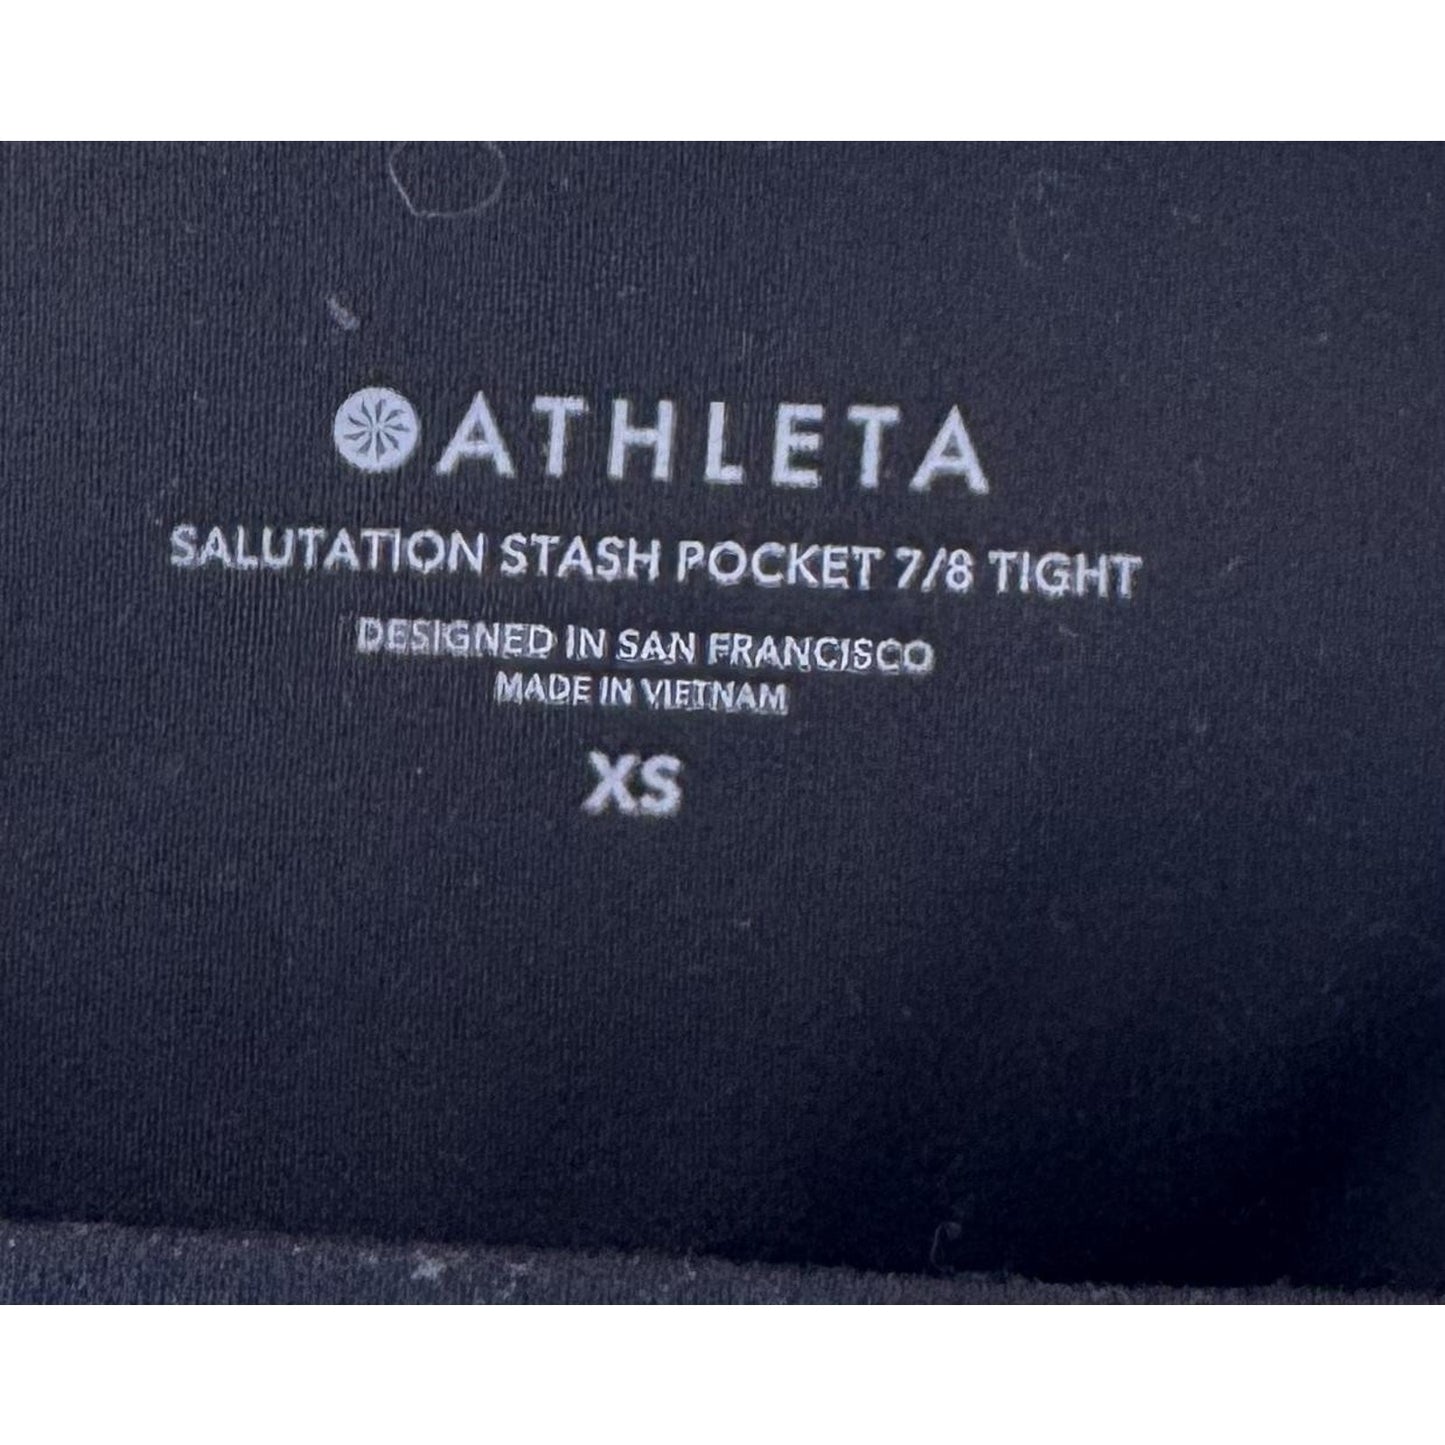 ATHLETA
SALUTATION STASH POCKET 7/8 TIGHT
DESIGNED IN SAN FRANCISCO
MADE IN VIETNAM
XS